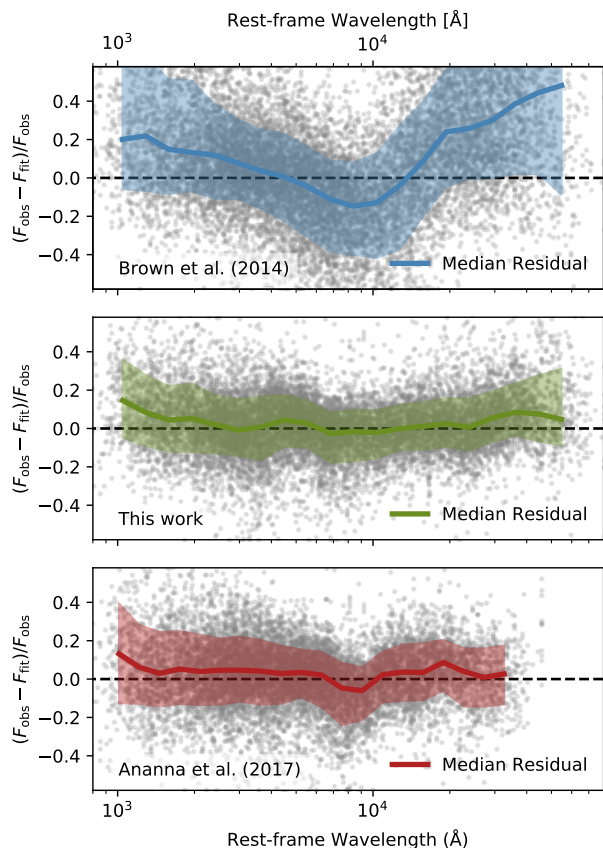 Rest-frame Wavelength [Å]
10³ 10⁴
(F_obs − F_fit)/F_obs
0.4
0.2
0.0
−0.2
−0.4
Brown et al. (2014) Median Residual
(F_obs − F_fit)/F_obs
0.4
0.2
0.0
−0.2
−0.4
This work Median Residual
(F_obs − F_fit)/F_obs
0.4
0.2
0.0
−0.2
−0.4
Ananna et al. (2017) Median Residual
10³ 10⁴
Rest-frame Wavelength (Å)